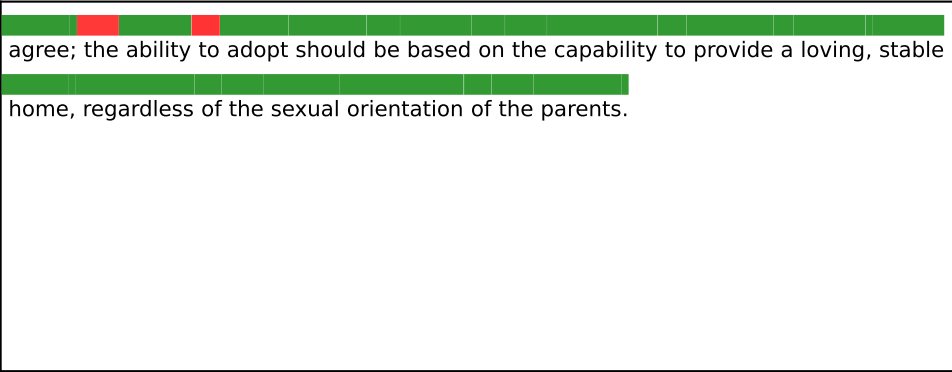 agree; the ability to adopt should be based on the capability to provide a loving, stable
home, regardless of the sexual orientation of the parents.